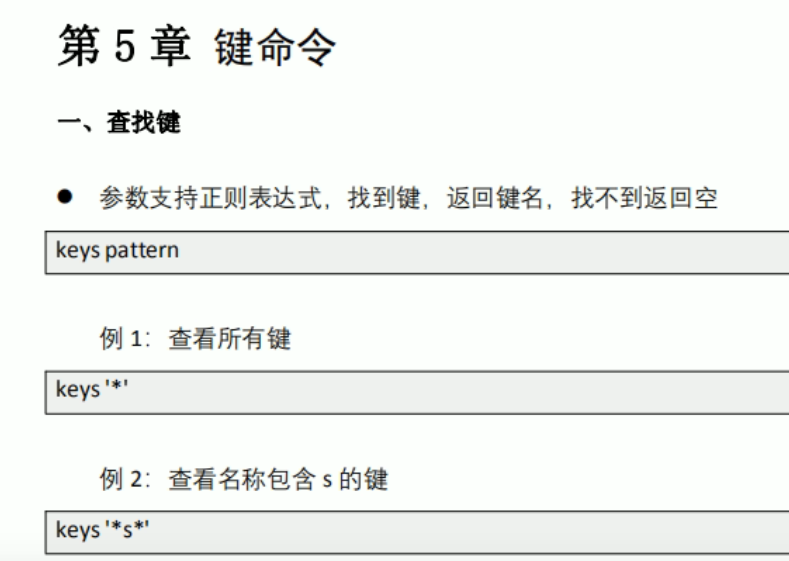 第 5 章 键命令
一、查找键
● 参数支持正则表达式，找到键，返回键名，找不到返回空
keys pattern
例 1：查看所有键
keys '*'
例 2：查看名称包含 s 的键
keys '*s*'